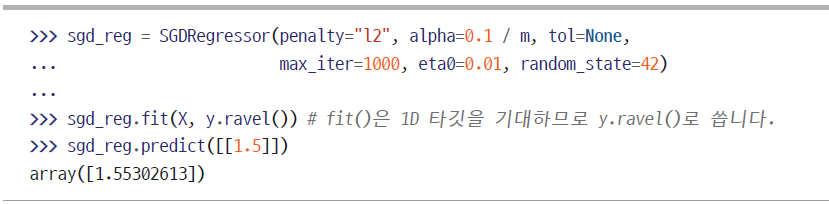 >>> sgd_reg = SGDRegressor(penalty="l2", alpha=0.1 / m, tol=None,
...                        max_iter=1000, eta0=0.01, random_state=42)
...
>>> sgd_reg.fit(X, y.ravel()) # fit()은 1D 타깃을 기대하므로 y.ravel()로 씁니다.
>>> sgd_reg.predict([[1.5]])
array([1.55302613])